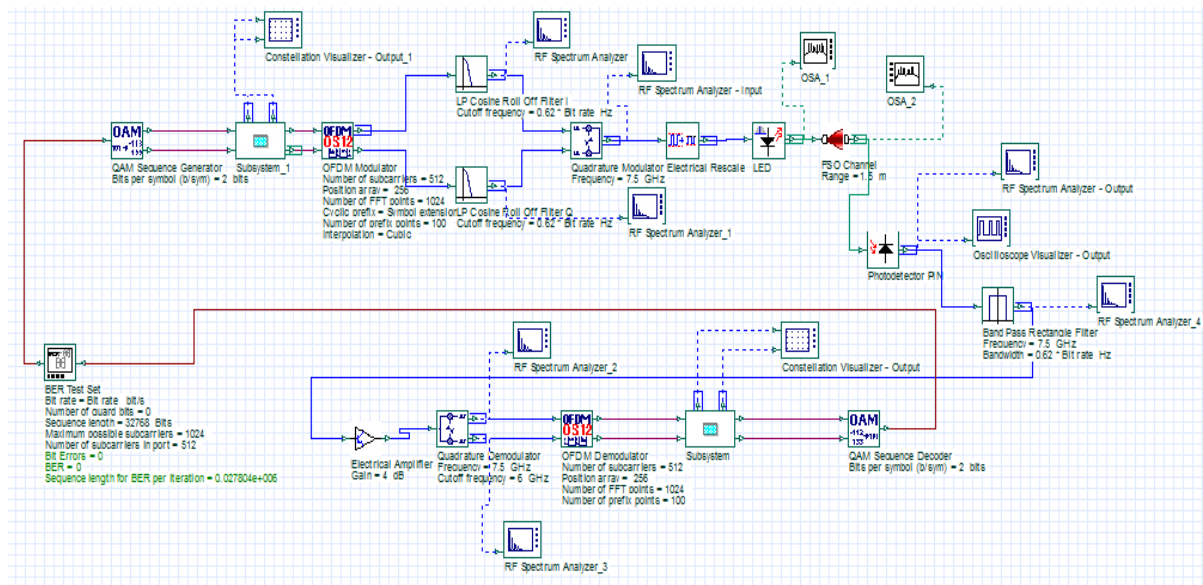 Constellation Visualizer - Output_1
RF Spectrum Analyzer
RF Spectrum Analyzer - Input
OSA_1
OSA_2
LP Cosine Roll Off Filter I
Cutoff frequency = 0.62 * Bit rate Hz
QAM
QAM Sequence Generator
Bits per symbol (b/sym) = 2 bits
Subsystem_1
OFDM
OFDM Modulator
Number of subcarriers = 512
Position array = 256
Number of FFT points = 1024
Cyclic prefix = Symbol extension
Number of prefix points = 100
Interpolation = Cubic
LP Cosine Roll Off Filter Q
Cutoff frequency = 0.62 * Bit rate Hz
Quadrature Modulator
Frequency = 7.5 GHz
Electrical Rescale
LED
FSO Channel
Range = 1.5 m
RF Spectrum Analyzer_1
RF Spectrum Analyzer - Output
Oscilloscope Visualizer - Output
Photodetector PIN
RF Spectrum Analyzer_4
Band Pass Rectangle Filter
Frequency = 7.5 GHz
Bandwidth = 0.62 * Bit rate Hz
RF Spectrum Analyzer_2
Constellation Visualizer - Output
BER Test Set
Bit rate = Bit rate bit/s
Number of guard bits = 0
Sequence length = 32768 Bits
Maximum possible subcarriers = 1024
Number of subcarriers in port = 512
Bit Errors = 0
BER = 0
Sequence length for BER per iteration = 0.027804e+006
Electrical Amplifier
Gain = 4 dB
Quadrature Demodulator
Frequency = 7.5 GHz
Cutoff frequency = 6 GHz
OFDM
OFDM Demodulator
Number of subcarriers = 512
Position array = 256
Number of FFT points = 1024
Number of prefix points = 100
Subsystem
QAM
QAM Sequence Decoder
Bits per symbol (b/sym) = 2 bits
RF Spectrum Analyzer_3